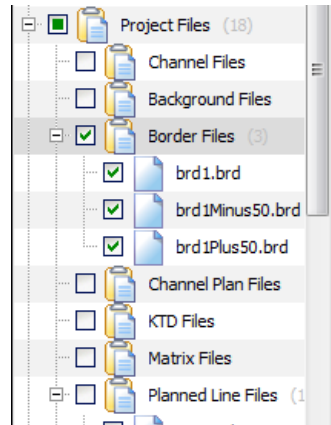 Project Files (18)
Channel Files
Background Files
Border Files (3)
brd1.brd
brd1Minus50.brd
brd1Plus50.brd
Channel Plan Files
KTD Files
Matrix Files
Planned Line Files (1